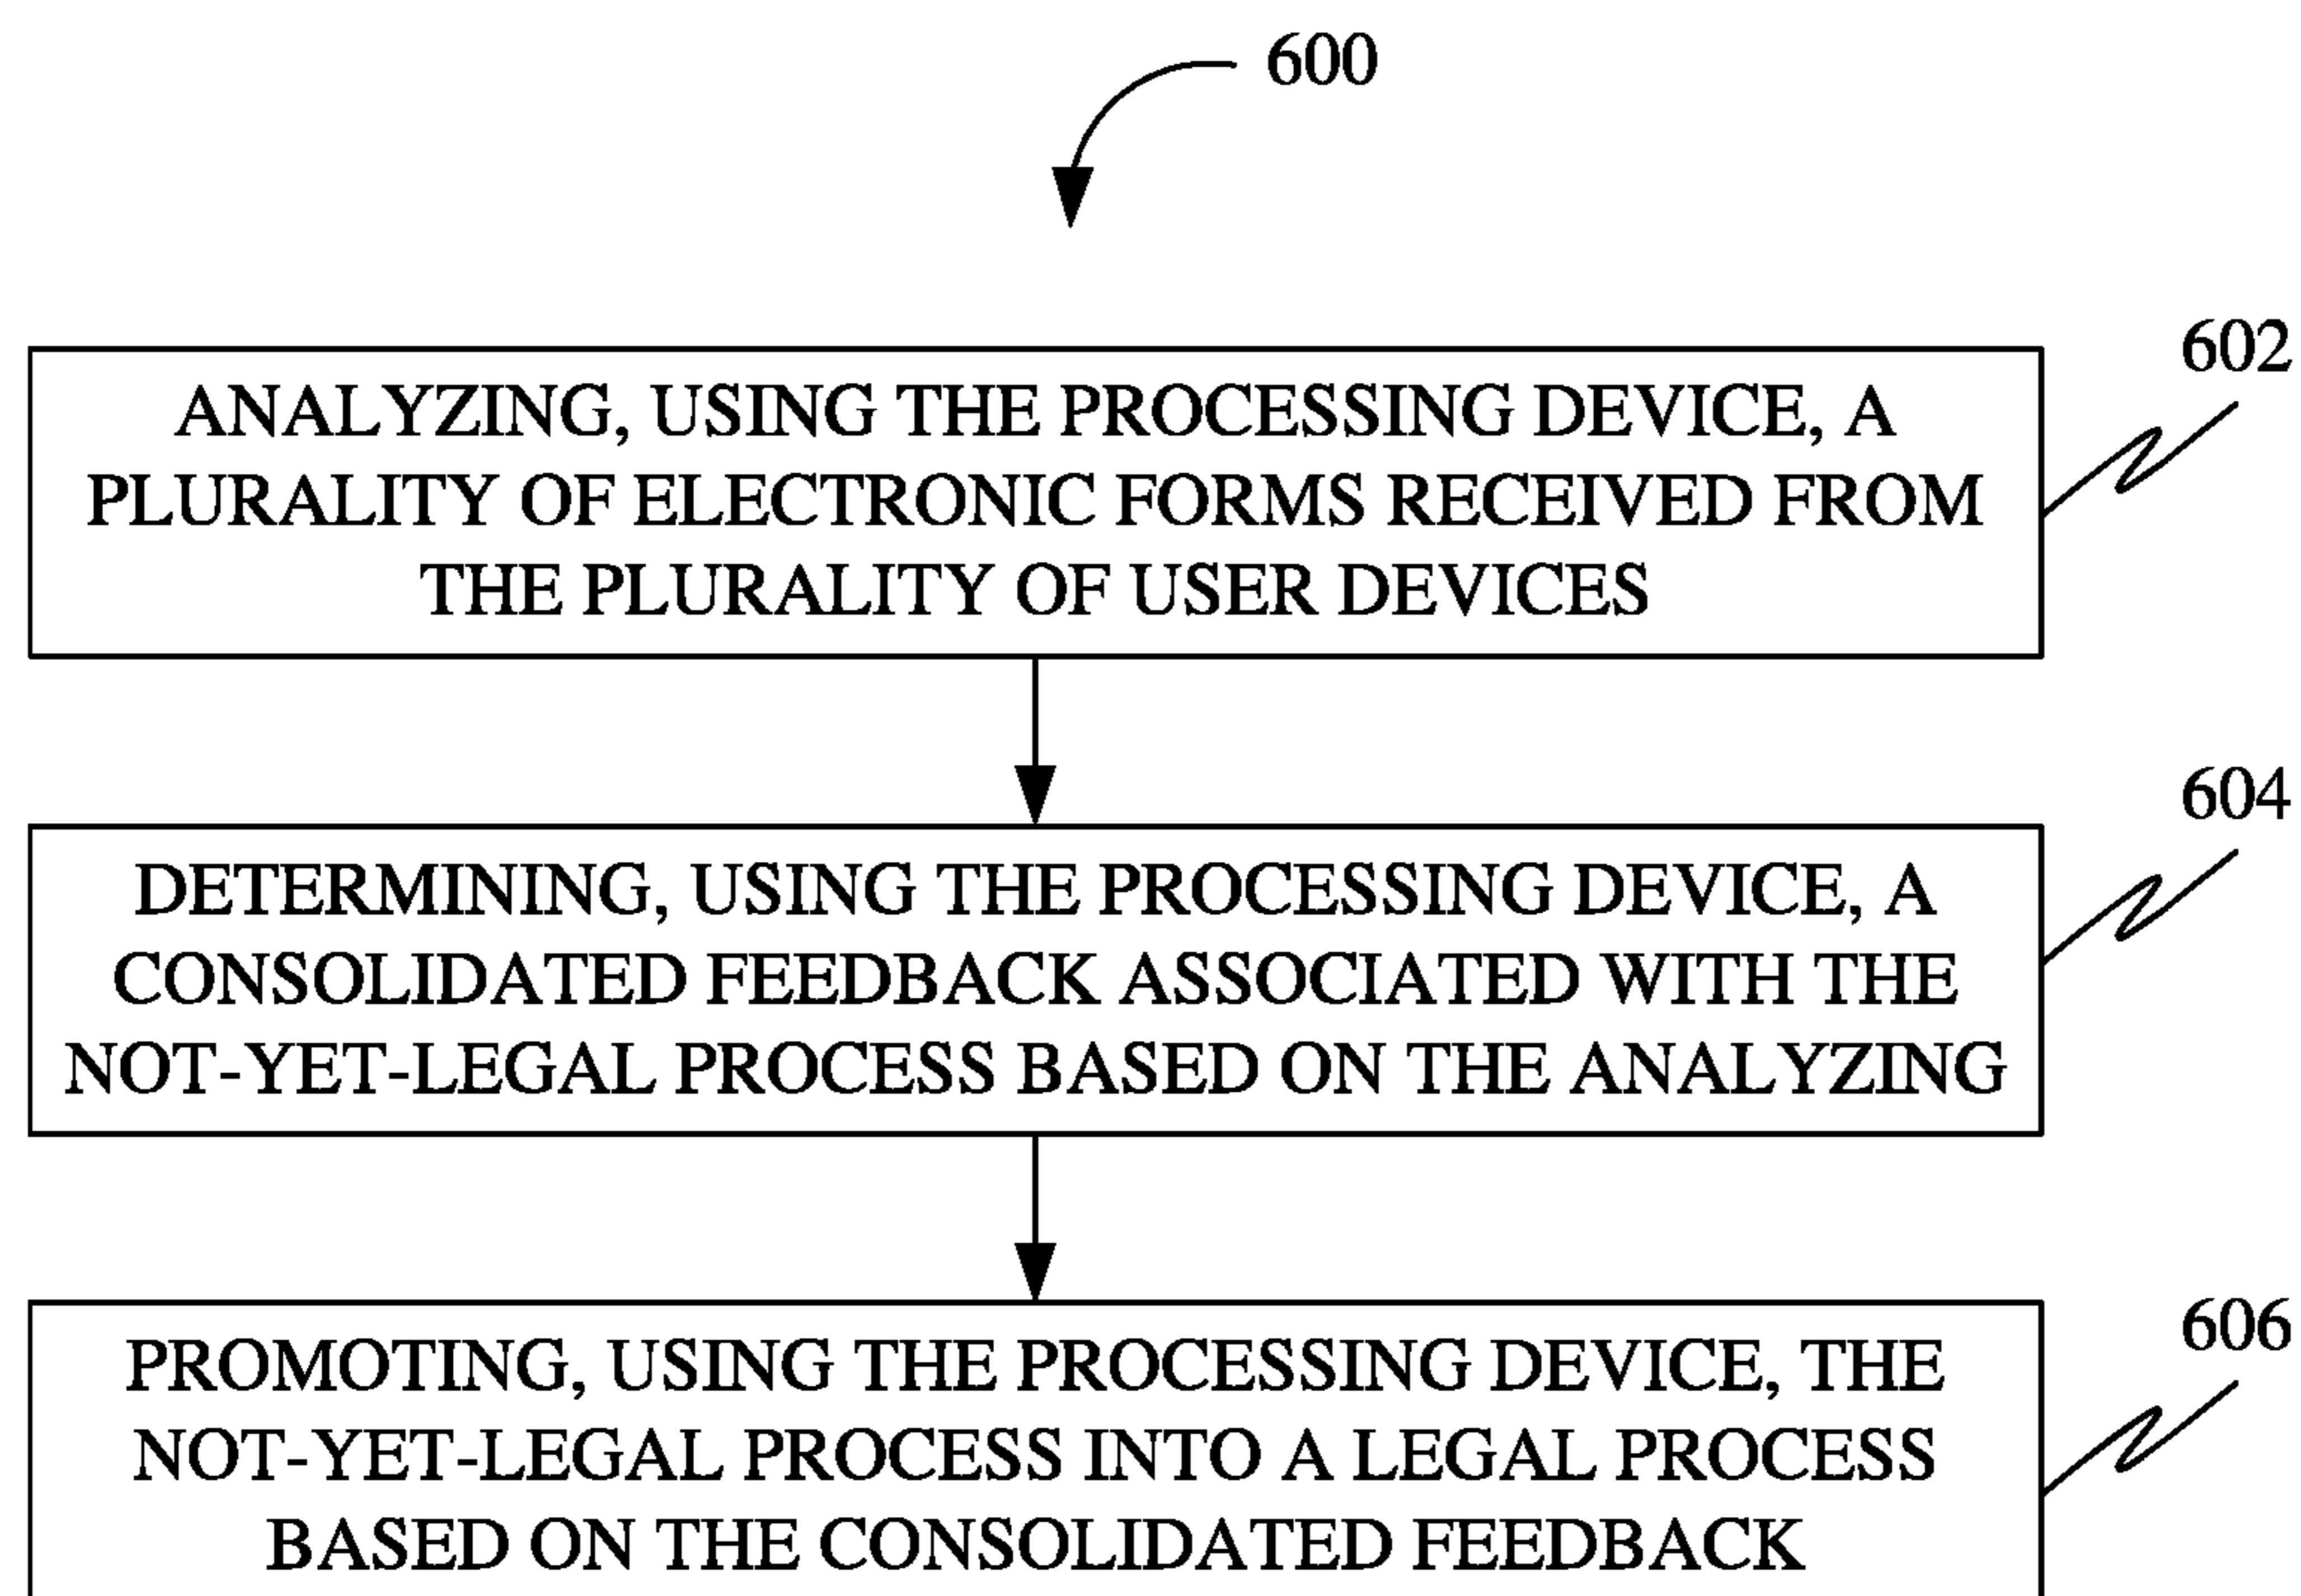 600
602
ANALYZING, USING THE PROCESSING DEVICE, A
PLURALITY OF ELECTRONIC FORMS RECEIVED FROM
THE PLURALITY OF USER DEVICES
604
DETERMINING, USING THE PROCESSING DEVICE, A
CONSOLIDATED FEEDBACK ASSOCIATED WITH THE
NOT-YET-LEGAL PROCESS BASED ON THE ANALYZING
606
PROMOTING, USING THE PROCESSING DEVICE, THE
NOT-YET-LEGAL PROCESS INTO A LEGAL PROCESS
BASED ON THE CONSOLIDATED FEEDBACK